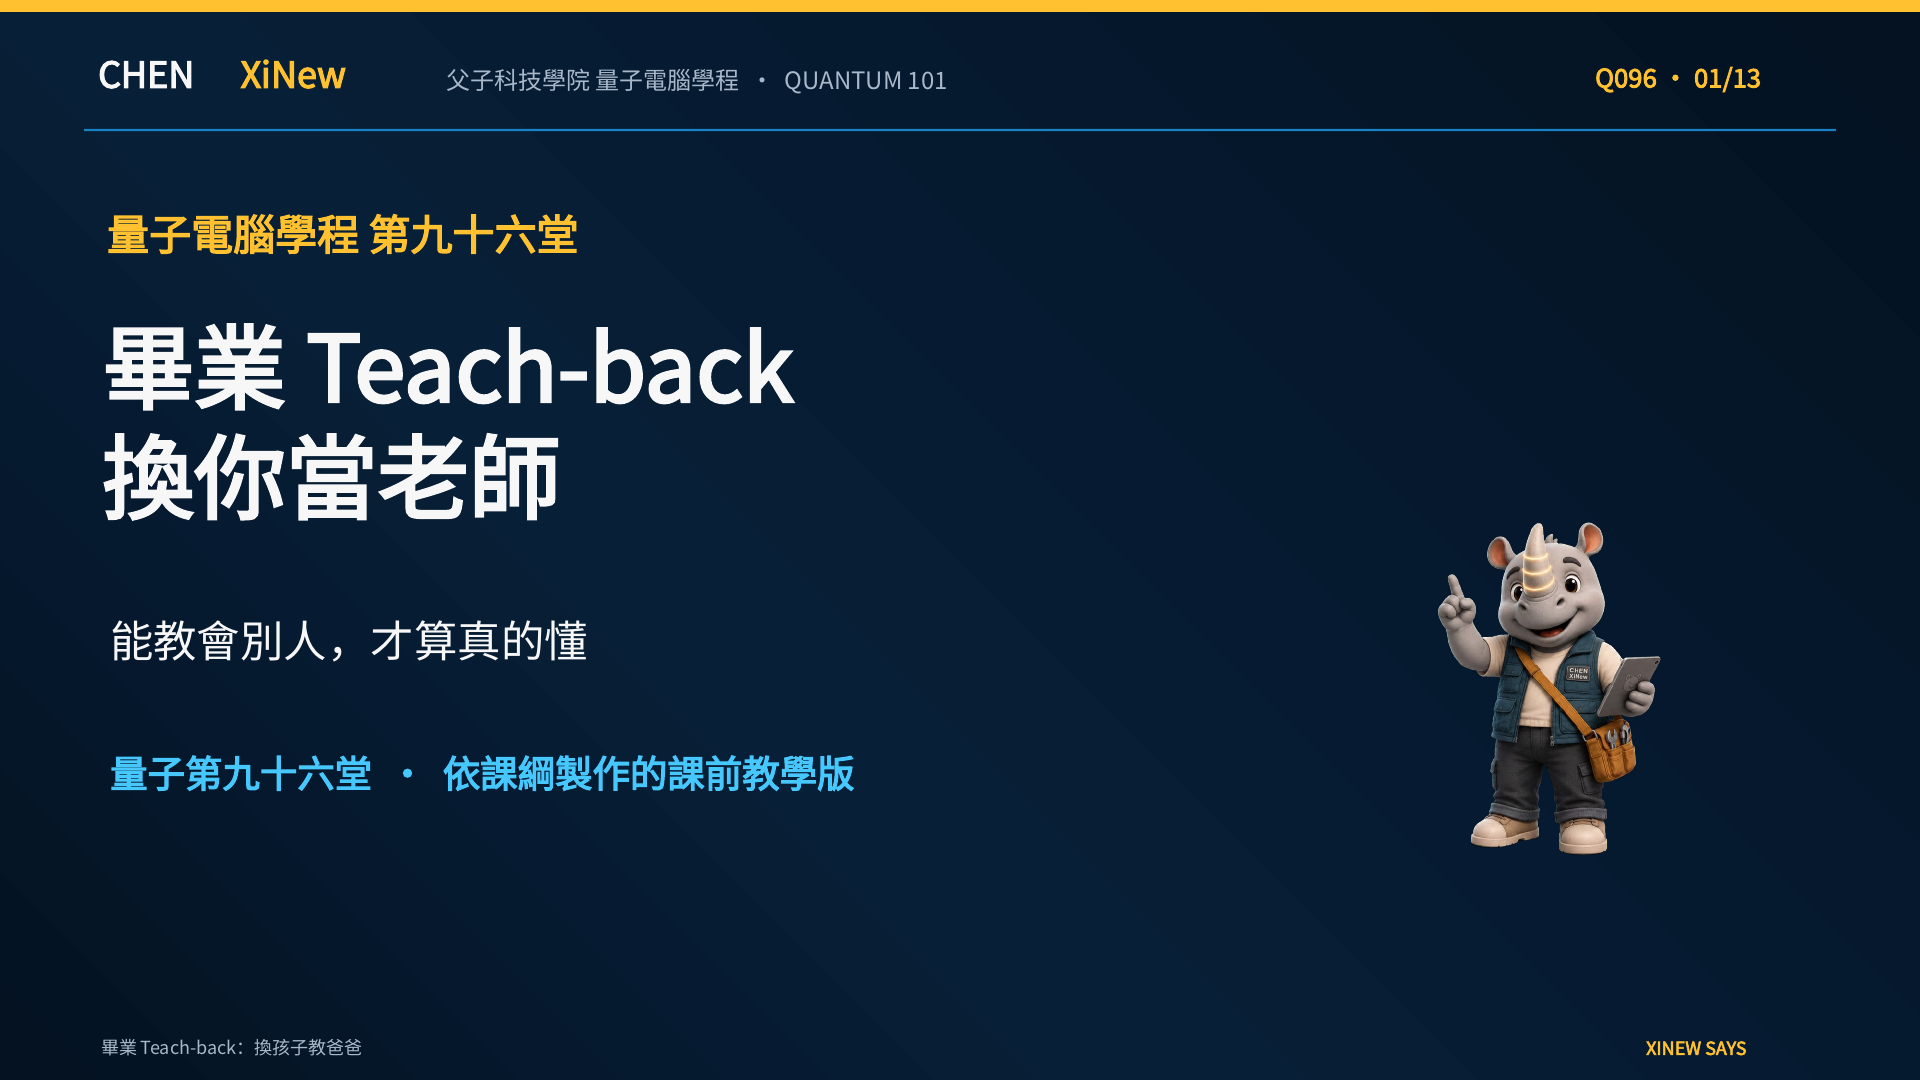 CHEN XiNew 父子科技學院 量子電腦學程 • QUANTUM 101 Q096 • 01/13
量子電腦學程 第九十六堂
畢業 Teach-back
換你當老師
能教會別人，才算真的懂
量子第九十六堂 • 依課綱製作的課前教學版
CHEN
XiNew
畢業 Teach-back：換孩子教爸爸 XINEW SAYS